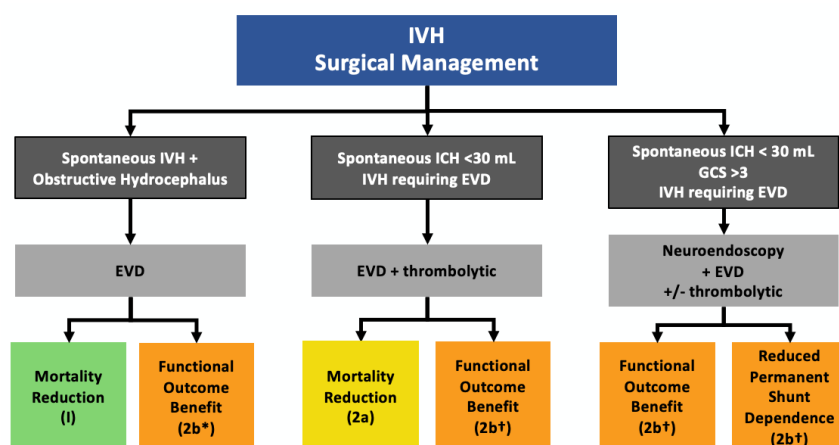 IVH
Surgical Management
Spontaneous IVH +
Obstructive Hydrocephalus
Spontaneous ICH <30 mL
IVH requiring EVD
Spontaneous ICH < 30 mL
GCS >3
IVH requiring EVD
EVD
EVD + thrombolytic
Neuroendoscopy
+ EVD
+/- thrombolytic
Mortality
Reduction
(I)
Functional
Outcome
Benefit
(2b*)
Mortality
Reduction
(2a)
Functional
Outcome
Benefit
(2b†)
Functional
Outcome
Benefit
(2b†)
Reduced
Permanent
Shunt
Dependence
(2b†)